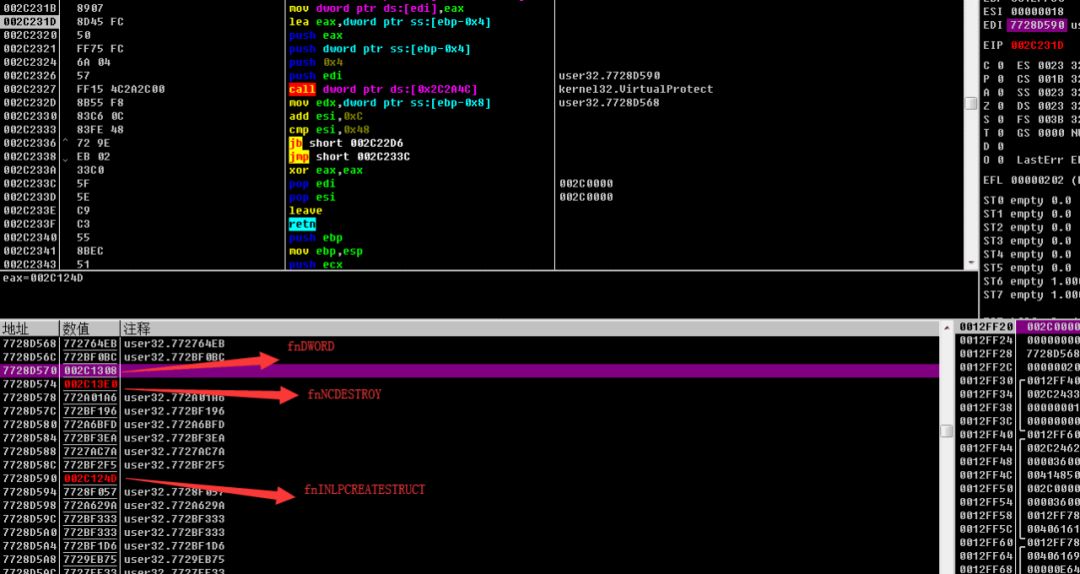 002C231B 8907 mov dword ptr ds:[edi],eax
002C231D 8D45 FC lea eax,dword ptr ss:[ebp-0x4]
002C2320 50 push eax
002C2321 FF75 FC push dword ptr ss:[ebp-0x4]
002C2324 6A 04 push 0x4
002C2326 57 push edi user32.7728D590
002C2327 FF15 4C2A2C00 call dword ptr ds:[0x2C2A4C] kernel32.VirtualProtect
002C232D 8B55 F8 mov edx,dword ptr ss:[ebp-0x8] user32.7728D568
002C2330 83C6 0C add esi,0xC
002C2333 83FE 48 cmp esi,0x48
002C2336 ^ 72 9E jb short 002C22D6
002C2338 EB 02 jmp short 002C233C
002C233A 33C0 xor eax,eax
002C233C 5F pop edi 002C0000
002C233D 5E pop esi 002C0000
002C233E C9 leave
002C233F C3 retn
002C2340 55 push ebp
002C2341 8BEC mov ebp,esp
002C2343 51 push ecx
eax=002C124D
ESI 00000018
EDI 7728D590 us
EIP 002C231D
C 0 ES 0023 32
P 0 CS 001B 32
A 0 SS 0023 32
Z 0 DS 0023 32
S 0 FS 003B 32
T 0 GS 0000 NU
D 0
O 0 LastErr E
EFL 00000202 (
ST0 empty 0.0
ST1 empty 0.0
ST2 empty 0.0
ST3 empty 0.0
ST4 empty 0.0
ST5 empty 0.0
ST6 empty 1.000
ST7 empty 1.000
地址 数值 注释
7728D568 772764EB user32.772764EB
7728D56C 772BF0BC user32.772BF0BC
7728D570 002C1308
7728D574 002C13E0
7728D578 772A01A6 user32.772A01A6
7728D57C 772BF196 user32.772BF196
7728D580 772A6BFD user32.772A6BFD
7728D584 772BF3EA user32.772BF3EA
7728D588 7727AC7A user32.7727AC7A
7728D58C 772BF2F5 user32.772BF2F5
7728D590 002C124D
7728D594 7728F057 user32.7728F057
7728D598 772A629A user32.772A629A
7728D59C 772BF333 user32.772BF333
7728D5A0 772BF333 user32.772BF333
7728D5A4 772BF1D6 user32.772BF1D6
7728D5A8 7729EB75 user32.7729EB75
fnDWORD
fnNCDESTROY
fnINLPCREATESTRUCT
0012FF20 002C0000
0012FF24 00000000
0012FF28 7728D568
0012FF2C 00000020
0012FF30 0012FF40
0012FF34 002C2433
0012FF38 00000001
0012FF3C 00000000
0012FF40 0012FF60
0012FF44 002C2462
0012FF48 00003600
0012FF4C 00414850
0012FF50 002C0000
0012FF54 00003600
0012FF58 0012FF78
0012FF5C 00406161
0012FF60 0012FF78
0012FF64 00406169
0012FF68 00000E64